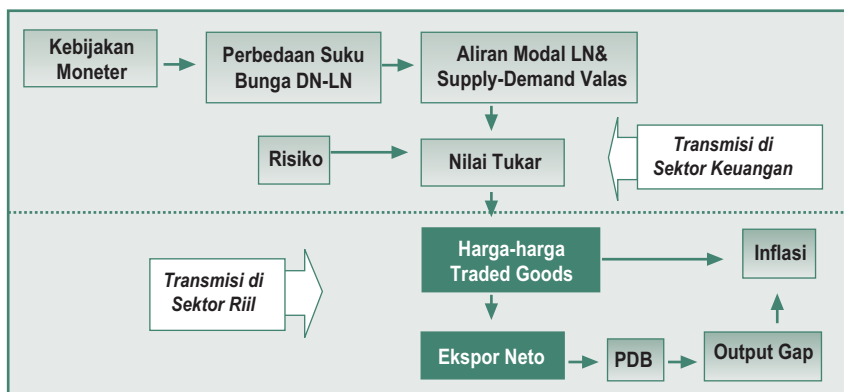 Kebijakan
Moneter
Perbedaan Suku
Bunga DN-LN
Aliran Modal LN&
Supply-Demand Valas
Risiko
Nilai Tukar
Transmisi di
Sektor Keuangan
Transmisi di
Sektor Riil
Harga-harga
Traded Goods
Inflasi
Ekspor Neto
PDB
Output Gap